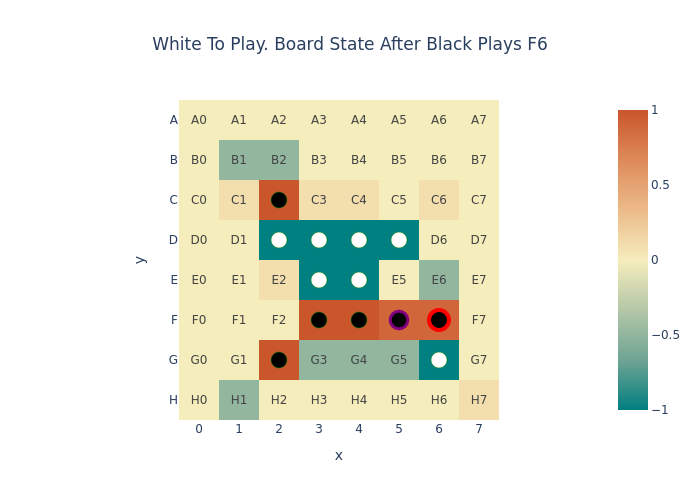 White To Play. Board State After Black Plays F6
A A0 A1 A2 A3 A4 A5 A6 A7
B B0 B1 B2 B3 B4 B5 B6 B7
C C0 C1 C3 C4 C5 C6 C7
D D0 D1 D6 D7
E E0 E1 E2 E5 E6 E7
F F0 F1 F2 F7
G G0 G1 G3 G4 G5 G7
H H0 H1 H2 H3 H4 H5 H6 H7
0 1 2 3 4 5 6 7
x
y
1
0.5
0
−0.5
−1